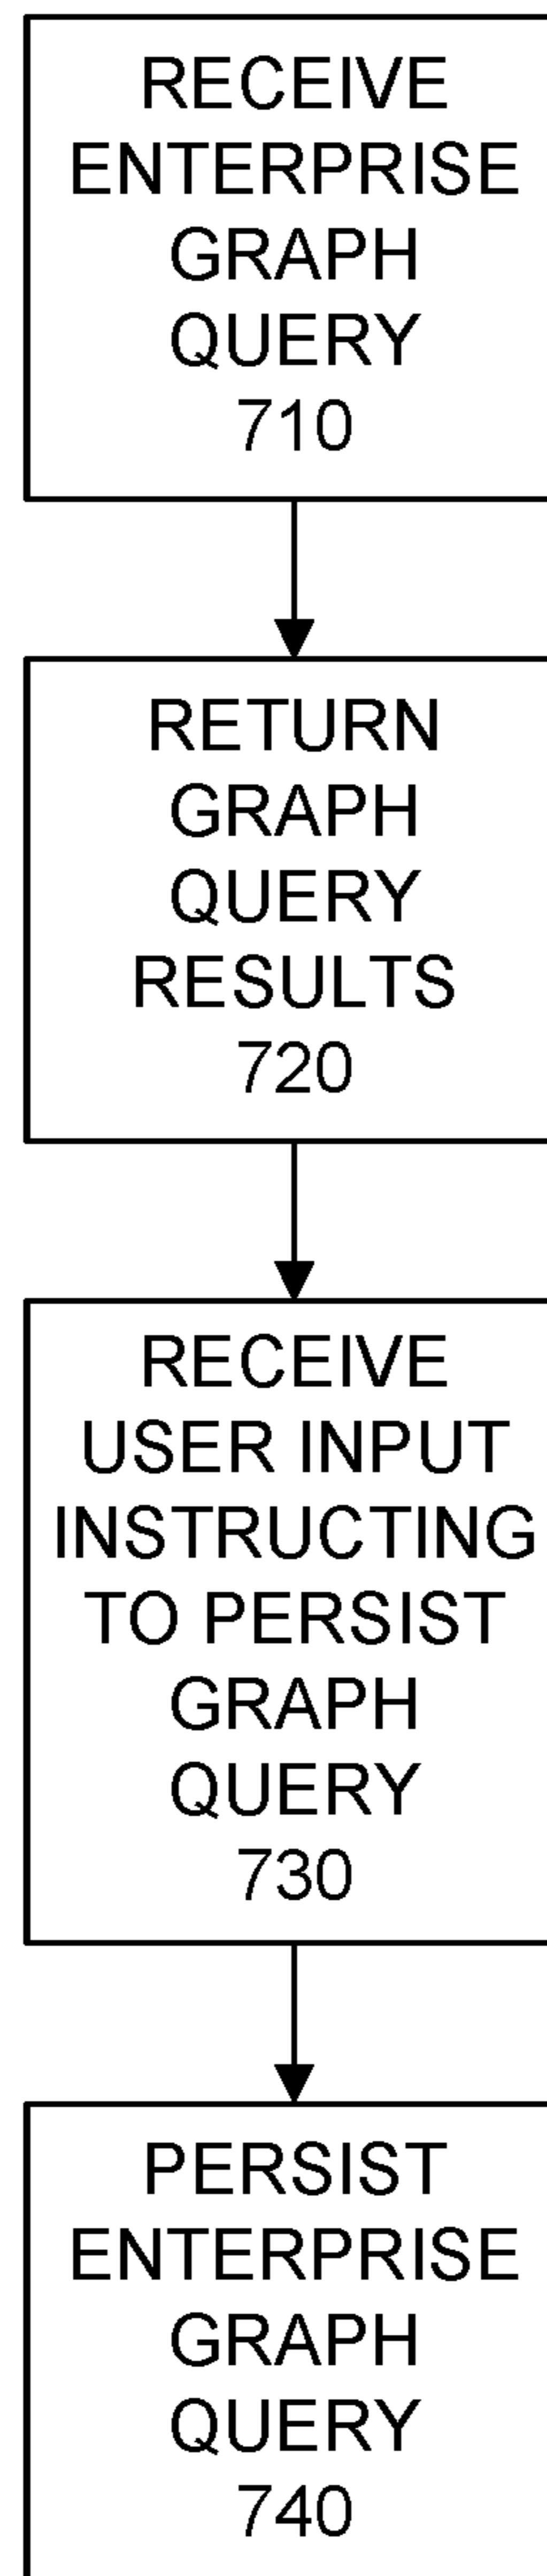 RECEIVE
ENTERPRISE
GRAPH
QUERY
710
RETURN
GRAPH
QUERY
RESULTS
720
RECEIVE
USER INPUT
INSTRUCTING
TO PERSIST
GRAPH
QUERY
730
PERSIST
ENTERPRISE
GRAPH
QUERY
740